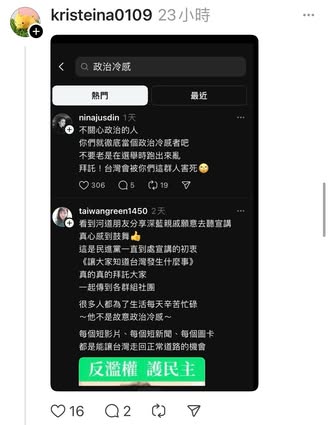 kristeina0109 23小時
政治冷感
熱門 最近
ninajusdin 1天
不關心政治的人
你們就徹底當個政治冷感者吧
不要老是在選舉時跑出來亂
拜託！台灣會被你們這群人害死🙄
306 5 19
taiwangreen1450 2天
看到河道朋友分享深藍親戚願意去聽宣講
真心感到鼓舞👍
這是民進黨一直到處宣講的初衷
《讓大家知道台灣發生什麼事》
真的真的拜託大家
一起傳到各群組社團
很多人都為了生活每天辛苦忙碌
～他不是故意政治冷感～
每個短影片、每個短新聞、每個圖卡
都是能讓台灣走回正常道路的機會
反濫權 護民主
16 2